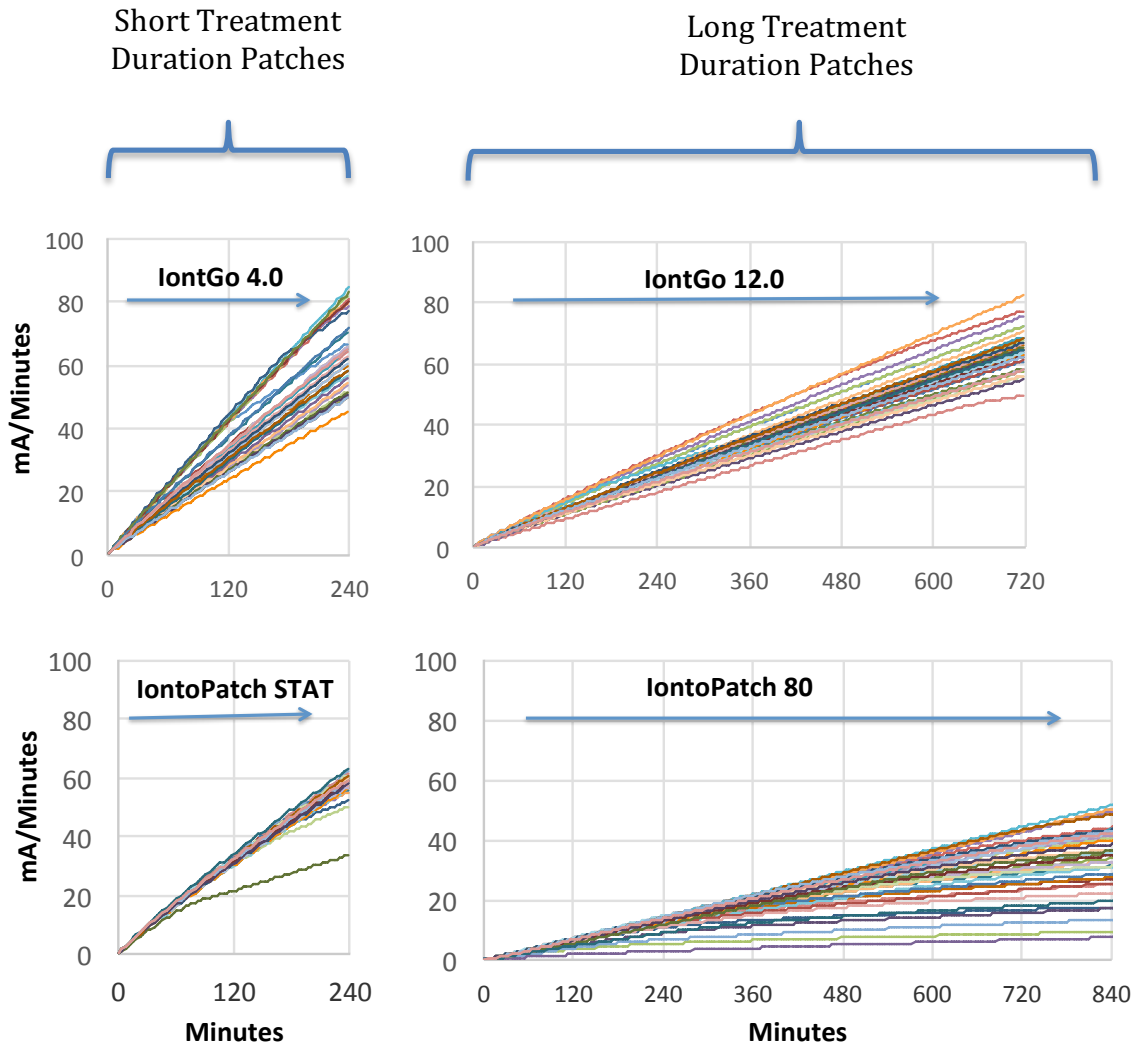 Short Treatment
Duration Patches
Long Treatment
Duration Patches
mA/Minutes
100
80
60
40
20
0
IontGo 4.0
0 120 240
100
80
60
40
20
0
IontGo 12.0
0 120 240 360 480 600 720
mA/Minutes
100
80
60
40
20
0
IontoPatch STAT
0 120 240
Minutes
100
80
60
40
20
0
IontoPatch 80
0 120 240 360 480 600 720 840
Minutes